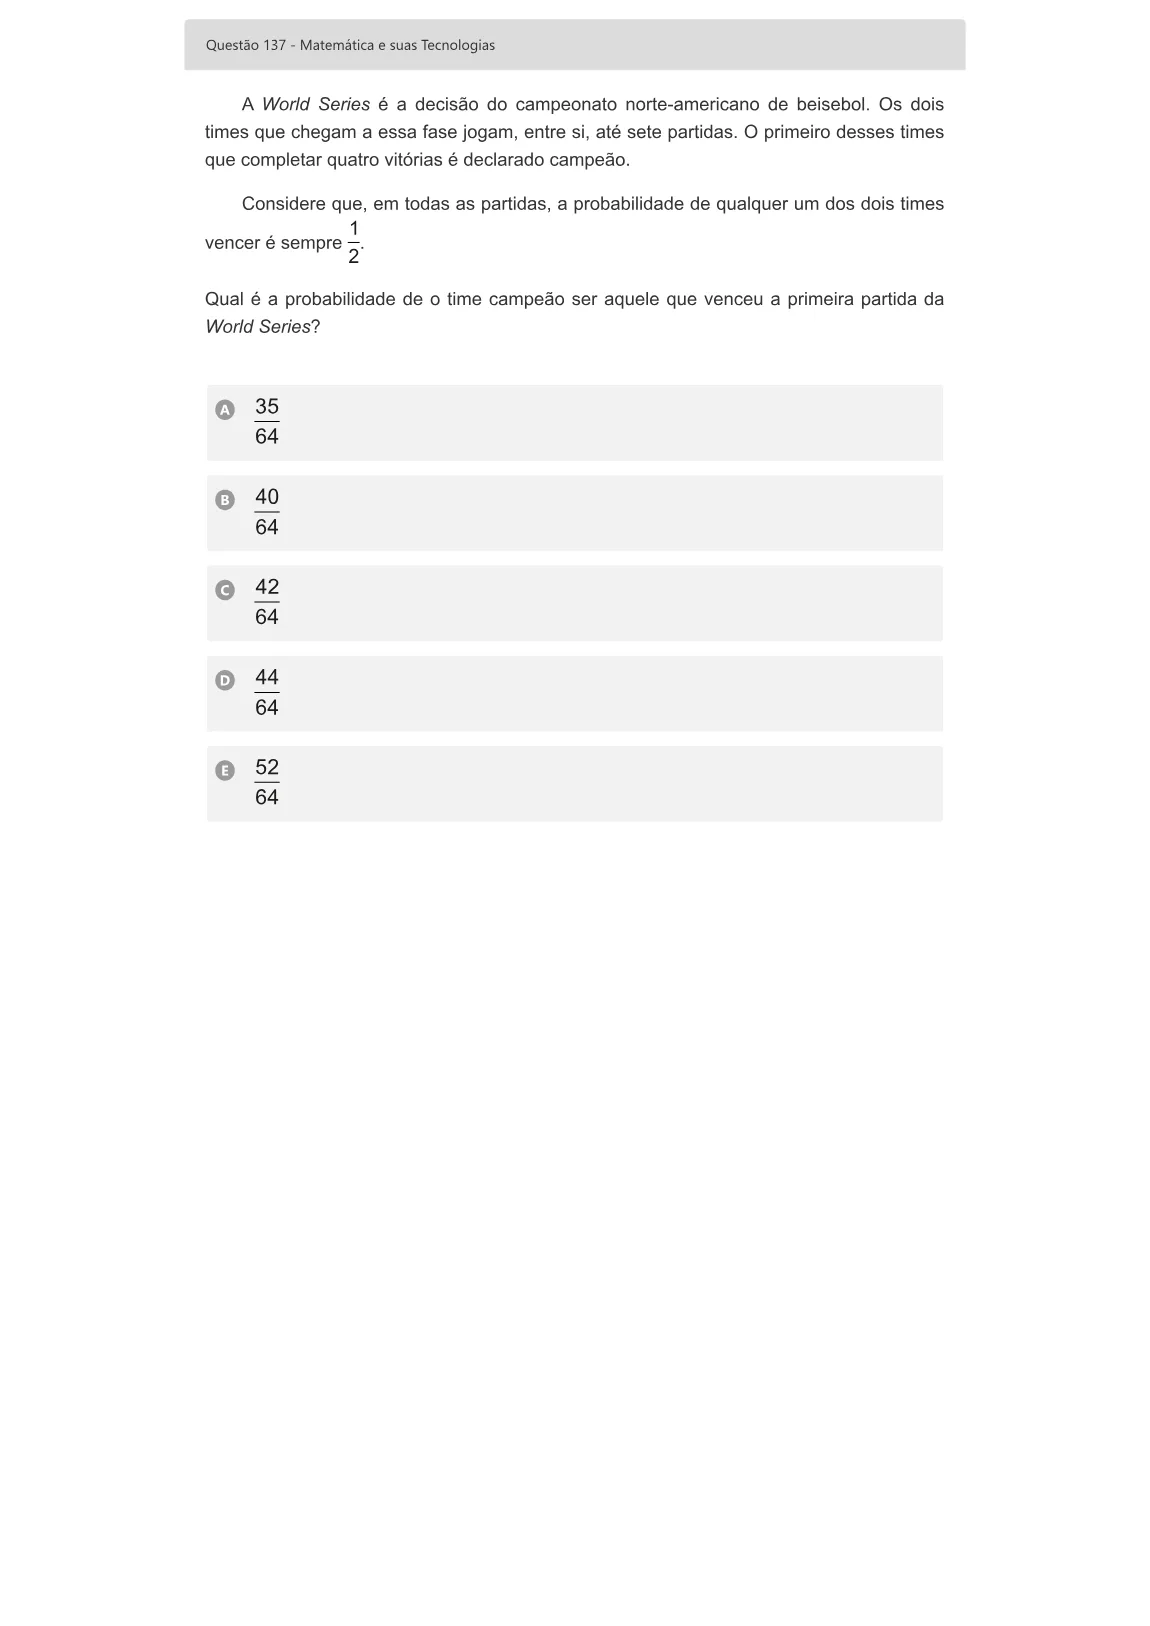 Questão 137 - Matemática e suas Tecnologias
A World Series é a decisão do campeonato norte-americano de beisebol. Os dois
times que chegam a essa fase jogam, entre si, até sete partidas. O primeiro desses times
que completar quatro vitórias é declarado campeão.
Considere que, em todas as partidas, a probabilidade de qualquer um dos dois times
vencer é sempre 1/2.
Qual é a probabilidade de o time campeão ser aquele que venceu a primeira partida da
World Series?
A 35/64
B 40/64
C 42/64
D 44/64
E 52/64